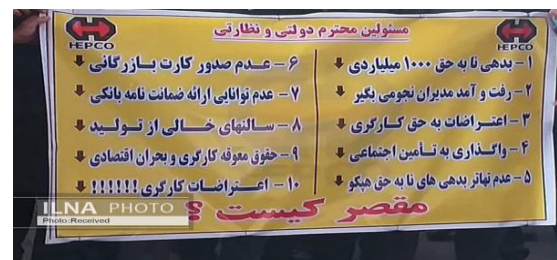 مسئولین محترم دولتی و نظارتی
HEPCO
HEPCO
۱- بدهی نا به حق ۱۰۰۰ میلیاردی
۲- رفت و آمد مدیران نجومی بگیر
۳- اعتراضات به حق کارگری
۴- واگذاری به تأمین اجتماعی
۵- عدم تهاتر بدهی های نا به حق هپکو
۶- عدم صدور کارت بازرگانی
۷- عدم توانایی ارائه ضمانت نامه بانکی
۸- سالنهای خالی از تولید
۹- حقوق معوقه کارگری و بحران اقتصادی
۱۰- اعتراضات کارگری !!!!!!
مقصر کیست ؟
ILNA PHOTO
Photo:Received